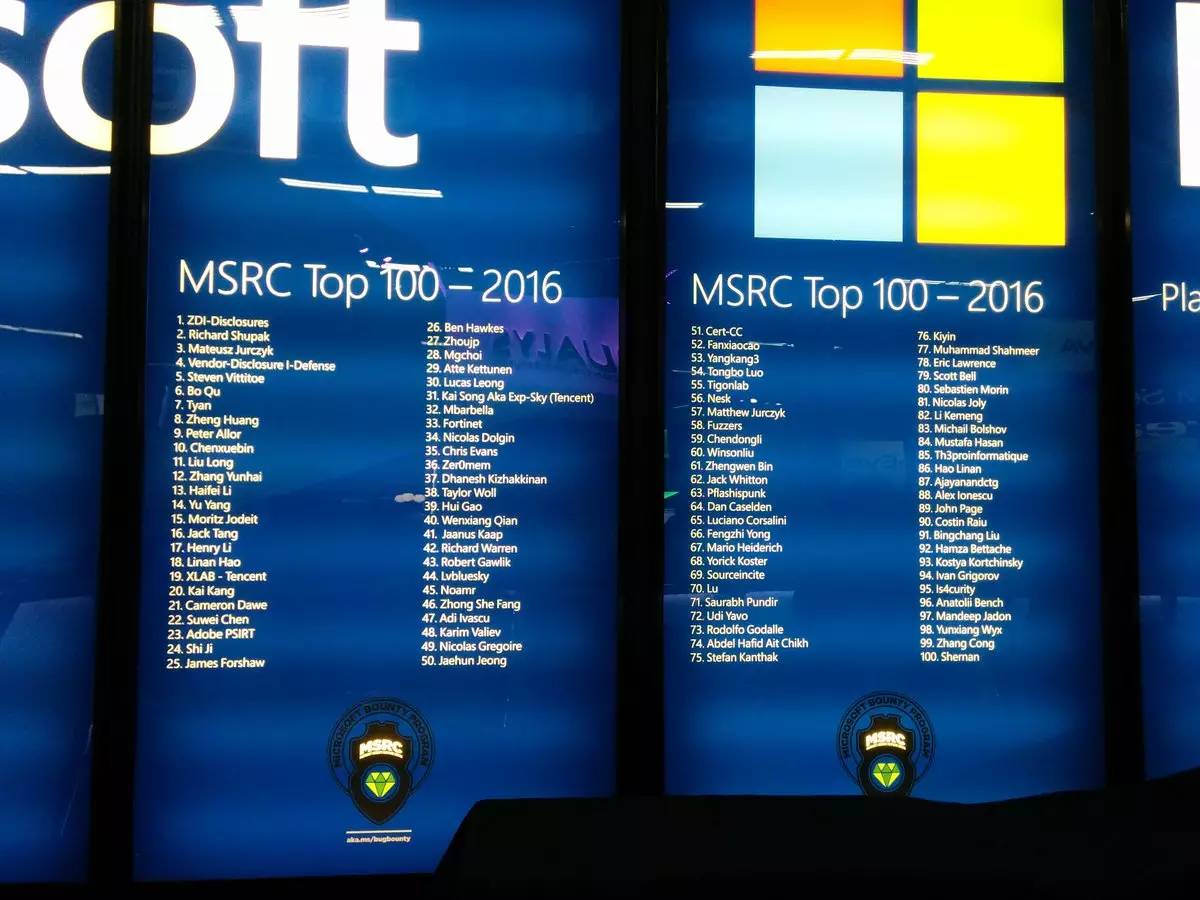 soft
MSRC Top 100 – 2016
1. ZDI-Disclosures
2. Richard Shupak
3. Mateusz Jurczyk
4. Vendor-Disclosure I-Defense
5. Steven Vittitoe
6. Bo Qu
7. Tyan
8. Zheng Huang
9. Peter Allor
10. Chenxuebin
11. Liu Long
12. Zhang Yunhai
13. Haifei Li
14. Yu Yang
15. Moritz Jodeit
16. Jack Tang
17. Henry Li
18. Linan Hao
19. XLAB - Tencent
20. Kai Kang
21. Cameron Dawe
22. Suwei Chen
23. Adobe PSIRT
24. Shi Ji
25. James Forshaw
26. Ben Hawkes
27. Zhoujp
28. Mgchoi
29. Atte Kettunen
30. Lucas Leong
31. Kai Song Aka Exp-Sky (Tencent)
32. Mbarbella
33. Fortinet
34. Nicolas Dolgin
35. Chris Evans
36. Zer0mem
37. Dhanesh Kizhakkinan
38. Taylor Woll
39. Hui Gao
40. Wenxiang Qian
41. Jaanus Kaap
42. Richard Warren
43. Robert Gawlik
44. Lvbluesky
45. Noamr
46. Zhong She Fang
47. Adi Ivascu
48. Karim Valiev
49. Nicolas Gregoire
50. Jaehun Jeong
MICROSOFT BOUNTY PROGRAM
MSRC
aka.ms/bugbounty
MSRC Top 100 – 2016
51. Cert-CC
52. Fanxiaocao
53. Yangkang3
54. Tongbo Luo
55. Tigonlab
56. Nesk
57. Matthew Jurczyk
58. Fuzzers
59. Chendongli
60. Winsonliu
61. Zhengwen Bin
62. Jack Whitton
63. Pflashispunk
64. Dan Caselden
65. Luciano Corsalini
66. Fengzhi Yong
67. Mario Heiderich
68. Yorick Koster
69. Sourceincite
70. Lu
71. Saurabh Pundir
72. Udi Yavo
73. Rodolfo Godalle
74. Abdel Hafid Ait Chikh
75. Stefan Kanthak
76. Kiyin
77. Muhammad Shahmeer
78. Eric Lawrence
79. Scott Bell
80. Sebastien Morin
81. Nicolas Joly
82. Li Kemeng
83. Michail Bolshov
84. Mustafa Hasan
85. Th3proinformatique
86. Hao Linan
87. Ajayanandctg
88. Alex Ionescu
89. John Page
90. Costin Raiu
91. Bingchang Liu
92. Hamza Bettache
93. Kostya Kortchinsky
94. Ivan Grigorov
95. Is4curity
96. Anatolii Bench
97. Mandeep Jadon
98. Yunxiang Wyx
99. Zhang Cong
100. Shernan
MICROSOFT BOUNTY PROGRAM
MSRC
Pla